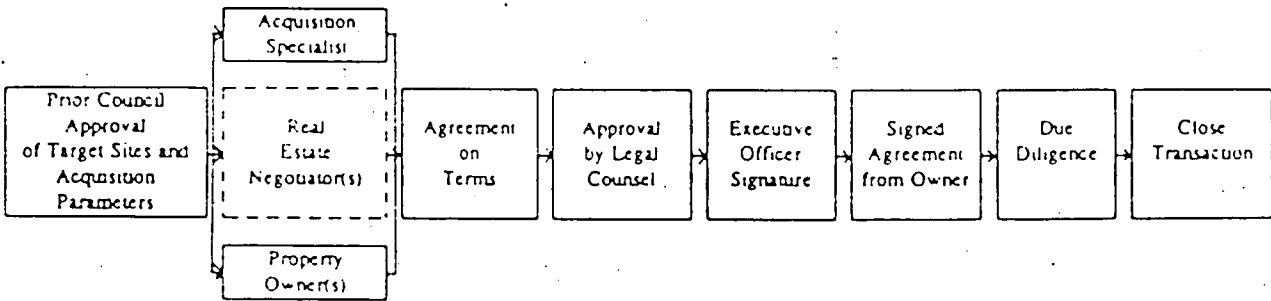 Prior Council
Approval
of Target Sites and
Acquisition
Parameters
Acquisition
Specialist
Real
Estate
Negotiator(s)
Property
Owner(s)
Agreement
on
Terms
Approval
by Legal
Counsel
Executive
Officer
Signature
Signed
Agreement
from Owner
Due
Diligence
Close
Transaction